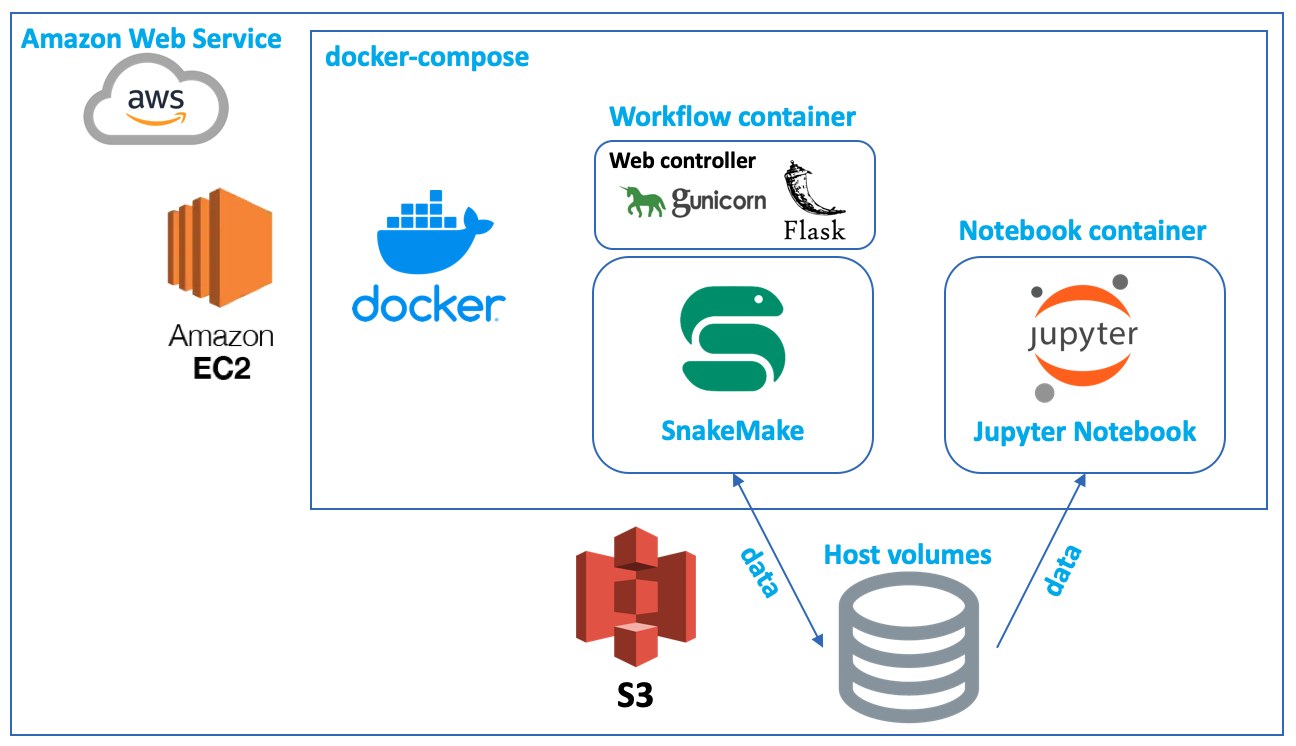 Amazon Web Service
aws
docker-compose
Workflow container
Web controller
gunicorn
Flask
docker
Notebook container
jupyter
Amazon
EC2
SnakeMake
Jupyter Notebook
data
Host volumes
data
S3